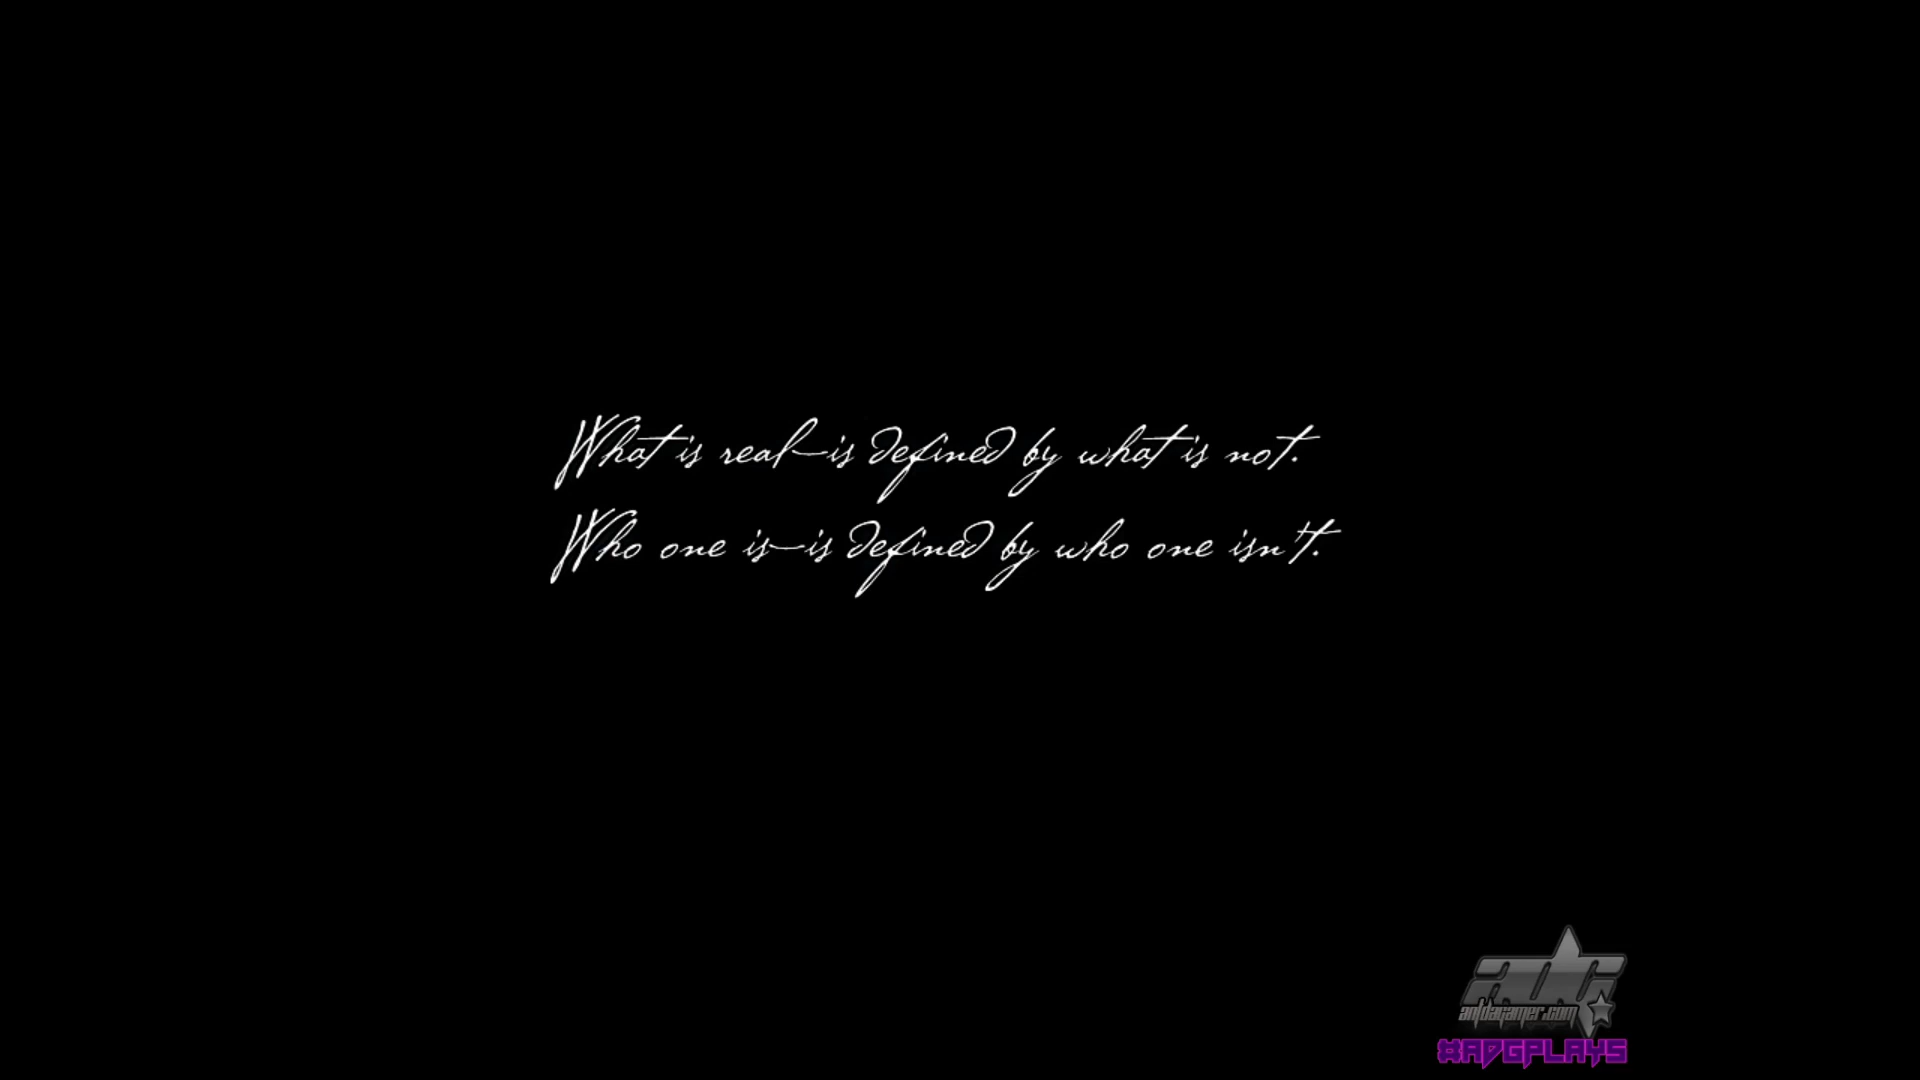 What is real—is defined by what is not.
Who one is—is defined by who one isn't.
ADG
antdagamer.com
#ADGPLAYS